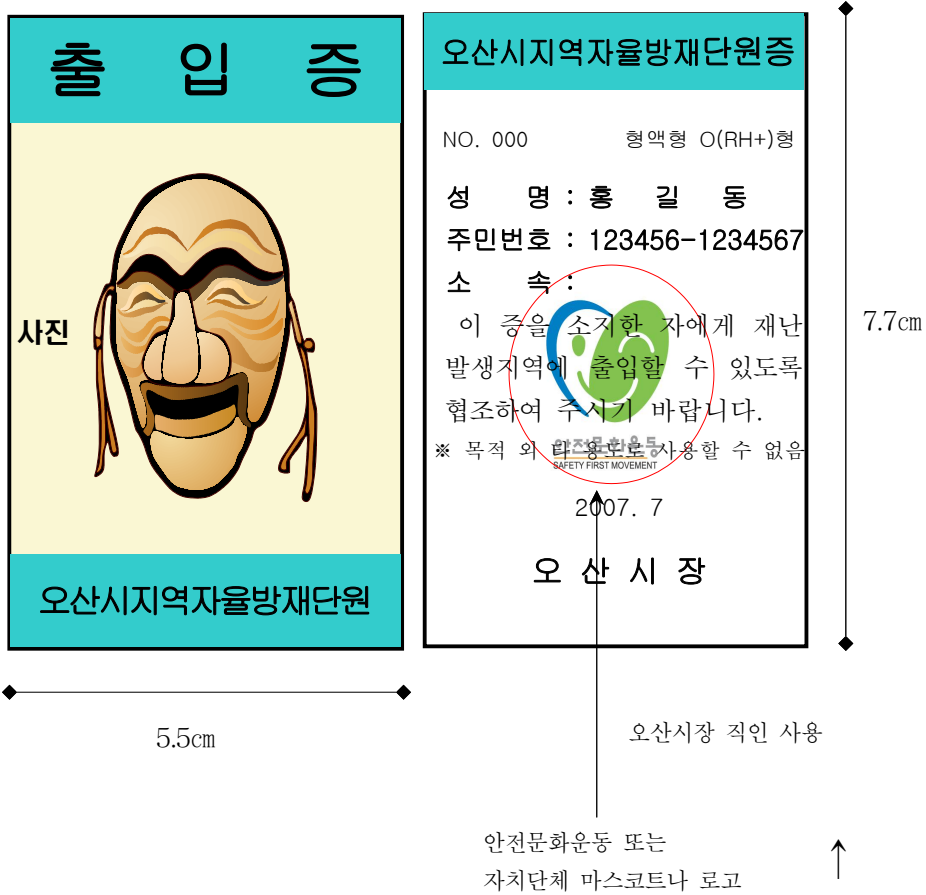 출 입 증
사진
오산시지역자율방재단원
오산시지역자율방재단원증
NO. 000 형액형 O(RH+)형
성 명 : 홍 길 동
주민번호 : 123456-1234567
소 속 :
이 증을 소지한 자에게 재난
발생지역에 출입할 수 있도록
협조하여 주시기 바랍니다.
※ 목적 외 타 용도로 사용할 수 없음
안전문화운동
SAFETY FIRST MOVEMENT
2007. 7
오 산 시 장
7.7㎝
5.5㎝
오산시장 직인 사용
안전문화운동 또는
자치단체 마스코트나 로고